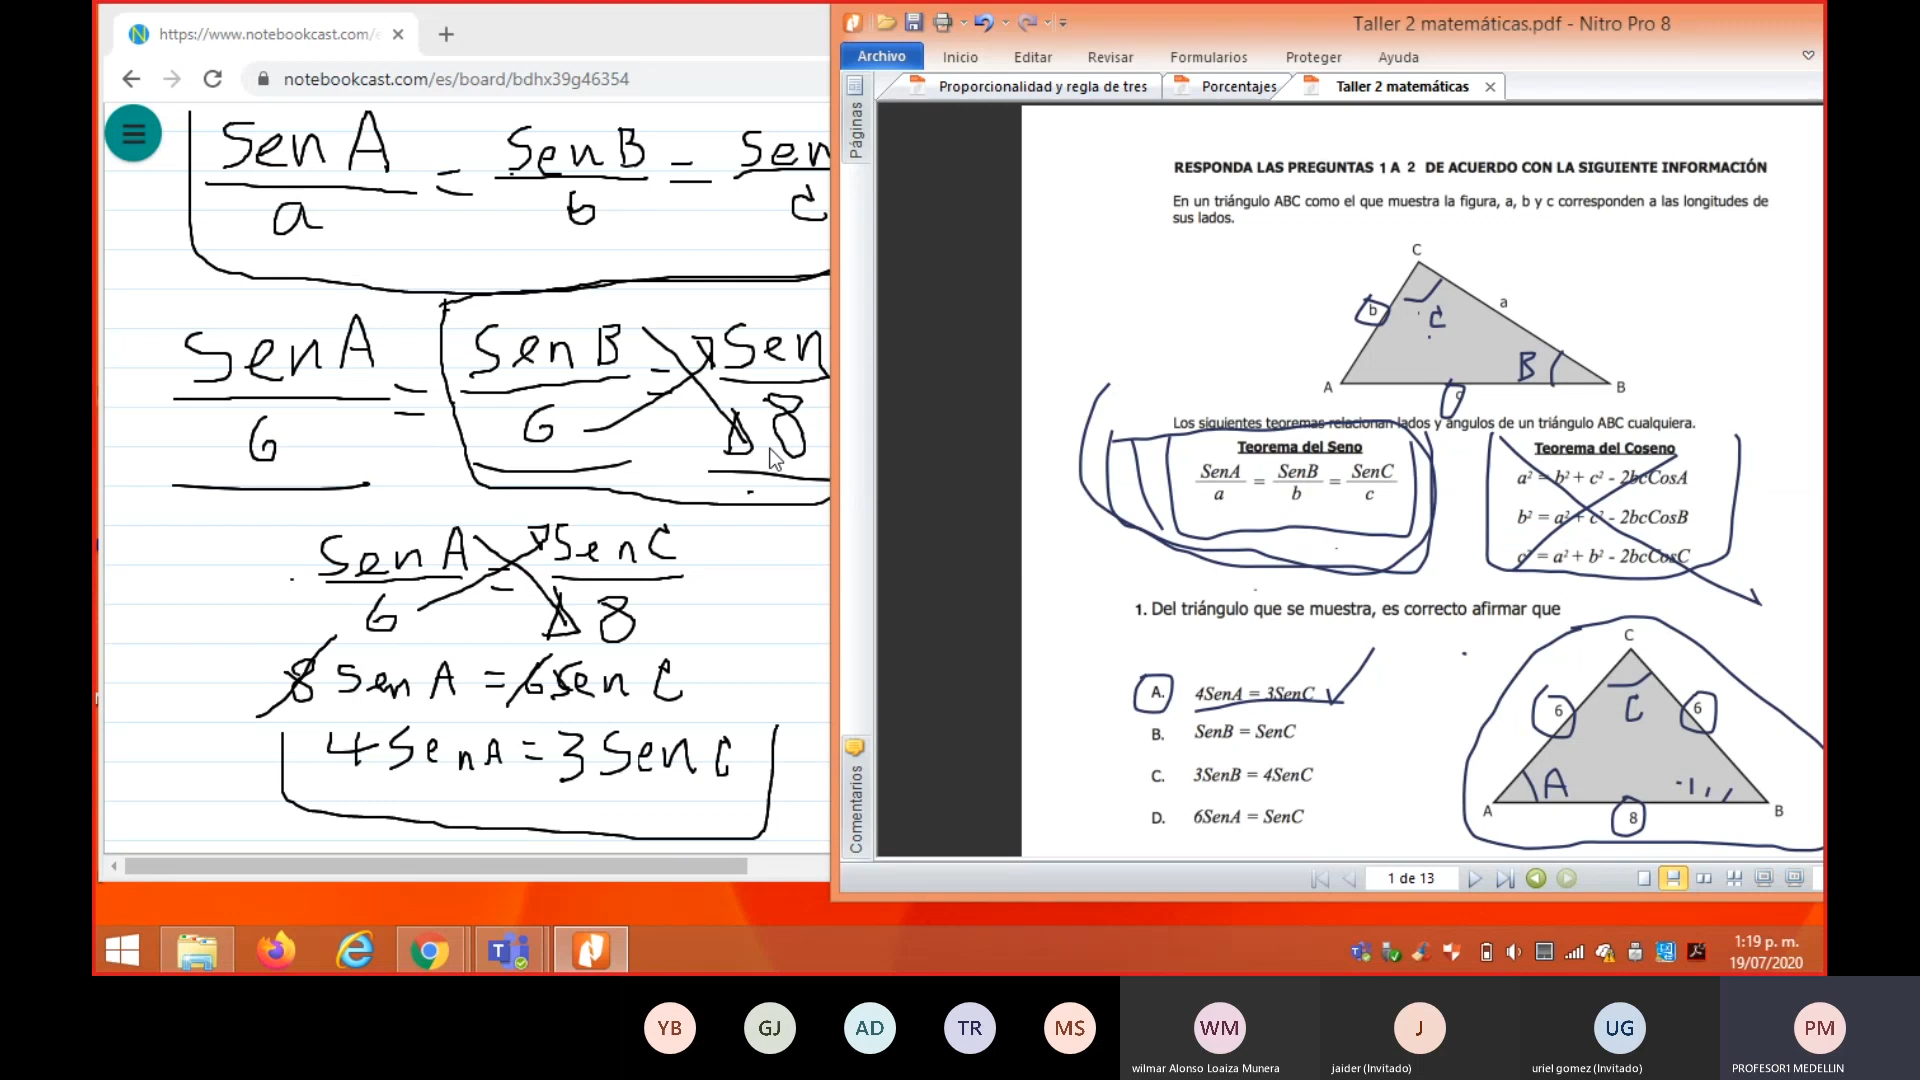 https://www.notebookcast.com/e
notebookcast.com/es/board/bdhx39g46354
Sen A = Sen B = Sen
a b c
Sen A = Sen B = Sen
6 6 8
Sen A = Sen C
6 8
8 Sen A = 6 Sen C
4 Sen A = 3 Sen C
Taller 2 matemáticas.pdf - Nitro Pro 8
Archivo Inicio Editar Revisar Formularios Proteger Ayuda
Proporcionalidad y regla de tres Porcentajes Taller 2 matemáticas
Páginas
Comentarios
RESPONDA LAS PREGUNTAS 1 A 2 DE ACUERDO CON LA SIGUIENTE INFORMACIÓN
En un triángulo ABC como el que muestra la figura, a, b y c corresponden a las longitudes de
sus lados.
C
b C a
B
A c B
Los siguientes teoremas relacionan lados y ángulos de un triángulo ABC cualquiera.
Teorema del Seno
SenA = SenB = SenC
a b c
Teorema del Coseno
a² = b² + c² - 2bcCosA
b² = a² + c² - 2bcCosB
c² = a² + b² - 2bcCosC
1. Del triángulo que se muestra, es correcto afirmar que
A. 4SenA = 3SenC
B. SenB = SenC
C. 3SenB = 4SenC
D. 6SenA = SenC
C
6 C 6
A
A 8 B
1 de 13
1:19 p. m.
19/07/2020
YB GJ AD TR MS WM J UG PM
wilmar Alonso Loaiza Munera jaider (Invitado) uriel gomez (Invitado) PROFESOR1 MEDELLIN